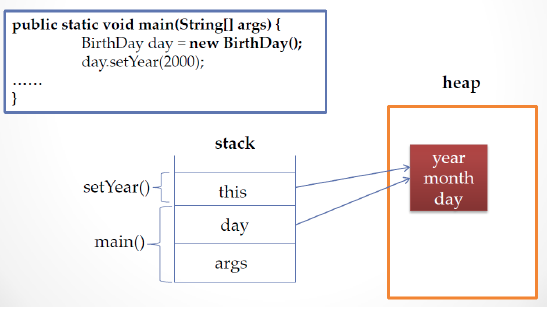 public static void main(String[] args) {
BirthDay day = new BirthDay();
day.setYear(2000);
……
}
heap
stack
year
month
day
setYear()
this
main()
day
args